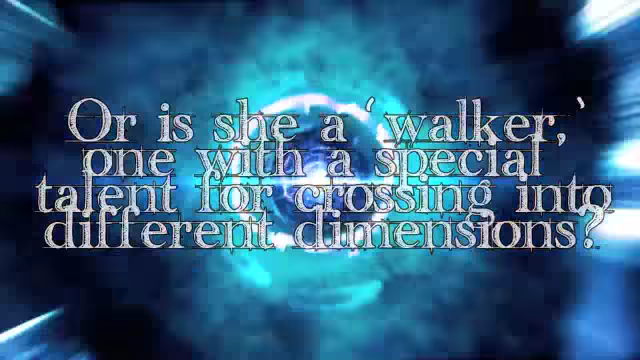 Or is she a ‘walker,‘
one with a special
talent for crossing into
different dimensions?